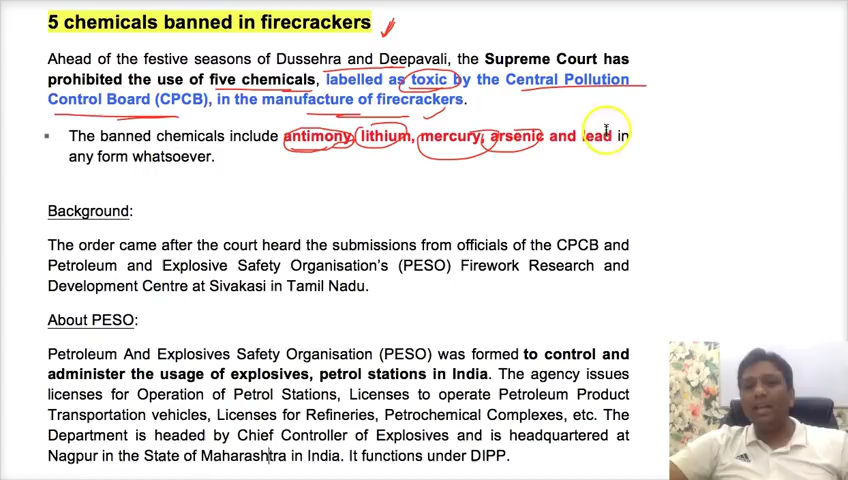 5 chemicals banned in firecrackers
Ahead of the festive seasons of Dussehra and Deepavali, the Supreme Court has
prohibited the use of five chemicals, labelled as toxic by the Central Pollution
Control Board (CPCB), in the manufacture of firecrackers.
▪ The banned chemicals include antimony, lithium, mercury, arsenic and lead in
any form whatsoever.
Background:
The order came after the court heard the submissions from officials of the CPCB and
Petroleum and Explosive Safety Organisation's (PESO) Firework Research and
Development Centre at Sivakasi in Tamil Nadu.
About PESO:
Petroleum And Explosives Safety Organisation (PESO) was formed to control and
administer the usage of explosives, petrol stations in India. The agency issues
licenses for Operation of Petrol Stations, Licenses to operate Petroleum Product
Transportation vehicles, Licenses for Refineries, Petrochemical Complexes, etc. The
Department is headed by Chief Controller of Explosives and is headquartered at
Nagpur in the State of Maharashtra in India. It functions under DIPP.